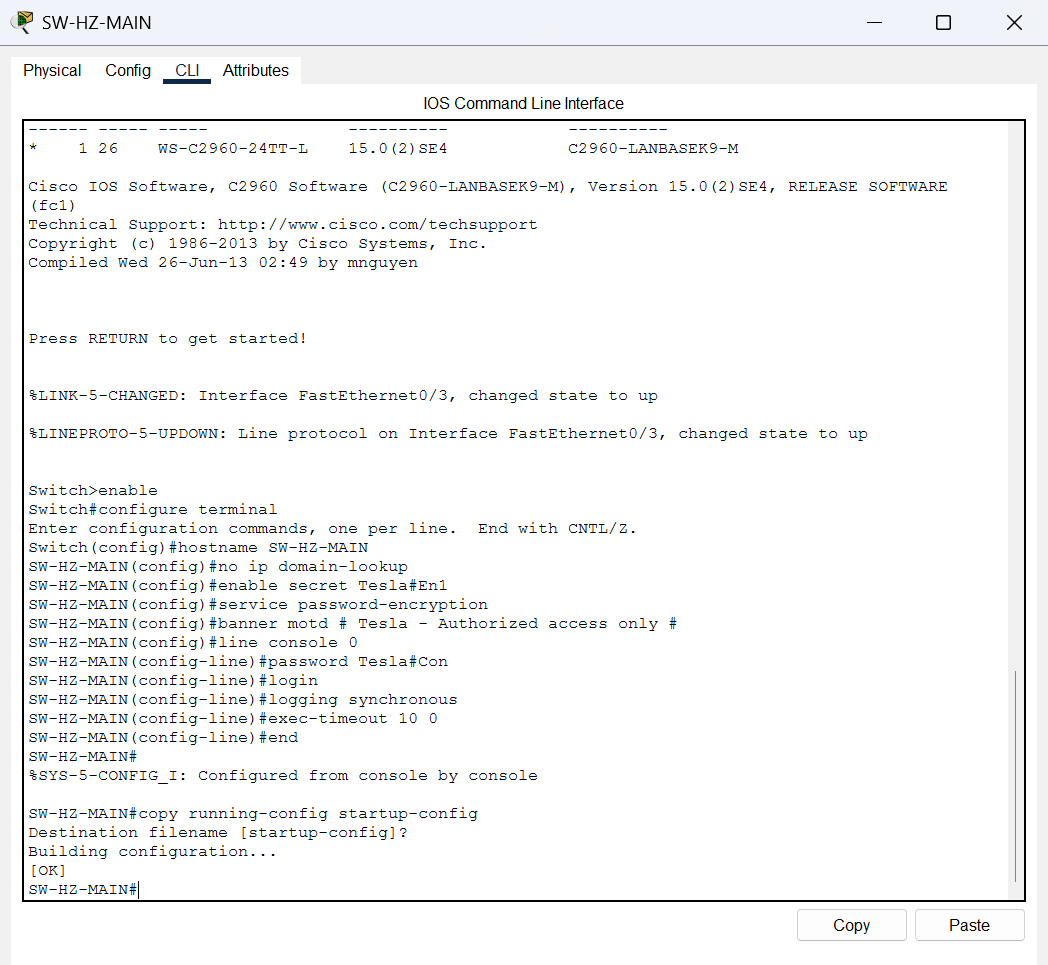 SW-HZ-MAIN
Physical Config CLI Attributes
IOS Command Line Interface
------ ----- ----- ---------- ----------
* 1 26 WS-C2960-24TT-L 15.0(2)SE4 C2960-LANBASEK9-M
Cisco IOS Software, C2960 Software (C2960-LANBASEK9-M), Version 15.0(2)SE4, RELEASE SOFTWARE
(fc1)
Technical Support: http://www.cisco.com/techsupport
Copyright (c) 1986-2013 by Cisco Systems, Inc.
Compiled Wed 26-Jun-13 02:49 by mnguyen
Press RETURN to get started!
%LINK-5-CHANGED: Interface FastEthernet0/3, changed state to up
%LINEPROTO-5-UPDOWN: Line protocol on Interface FastEthernet0/3, changed state to up
Switch>enable
Switch#configure terminal
Enter configuration commands, one per line. End with CNTL/Z.
Switch(config)#hostname SW-HZ-MAIN
SW-HZ-MAIN(config)#no ip domain-lookup
SW-HZ-MAIN(config)#enable secret Tesla#En1
SW-HZ-MAIN(config)#service password-encryption
SW-HZ-MAIN(config)#banner motd # Tesla - Authorized access only #
SW-HZ-MAIN(config)#line console 0
SW-HZ-MAIN(config-line)#password Tesla#Con
SW-HZ-MAIN(config-line)#login
SW-HZ-MAIN(config-line)#logging synchronous
SW-HZ-MAIN(config-line)#exec-timeout 10 0
SW-HZ-MAIN(config-line)#end
SW-HZ-MAIN#
%SYS-5-CONFIG_I: Configured from console by console
SW-HZ-MAIN#copy running-config startup-config
Destination filename [startup-config]?
Building configuration...
[OK]
SW-HZ-MAIN#
Copy Paste